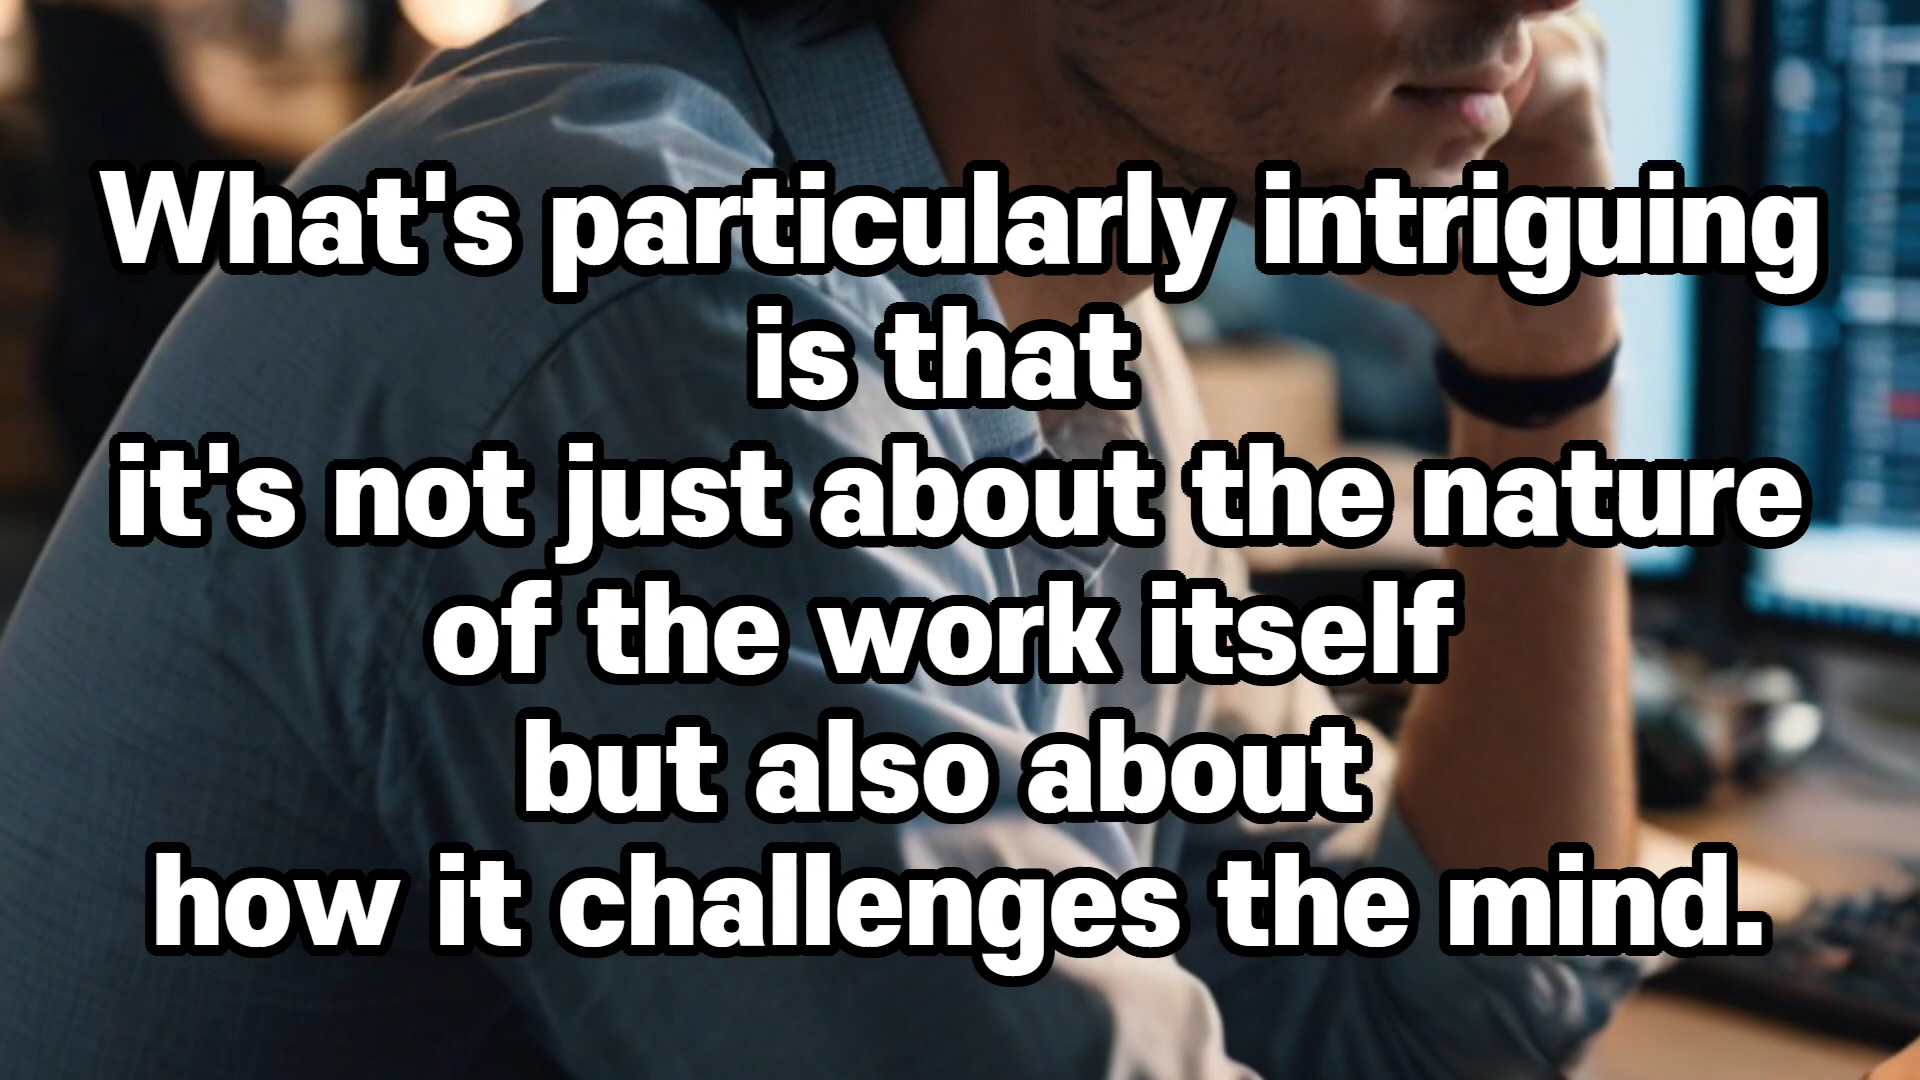 What's particularly intriguing
is that
it's not just about the nature
of the work itself
but also about
how it challenges the mind.